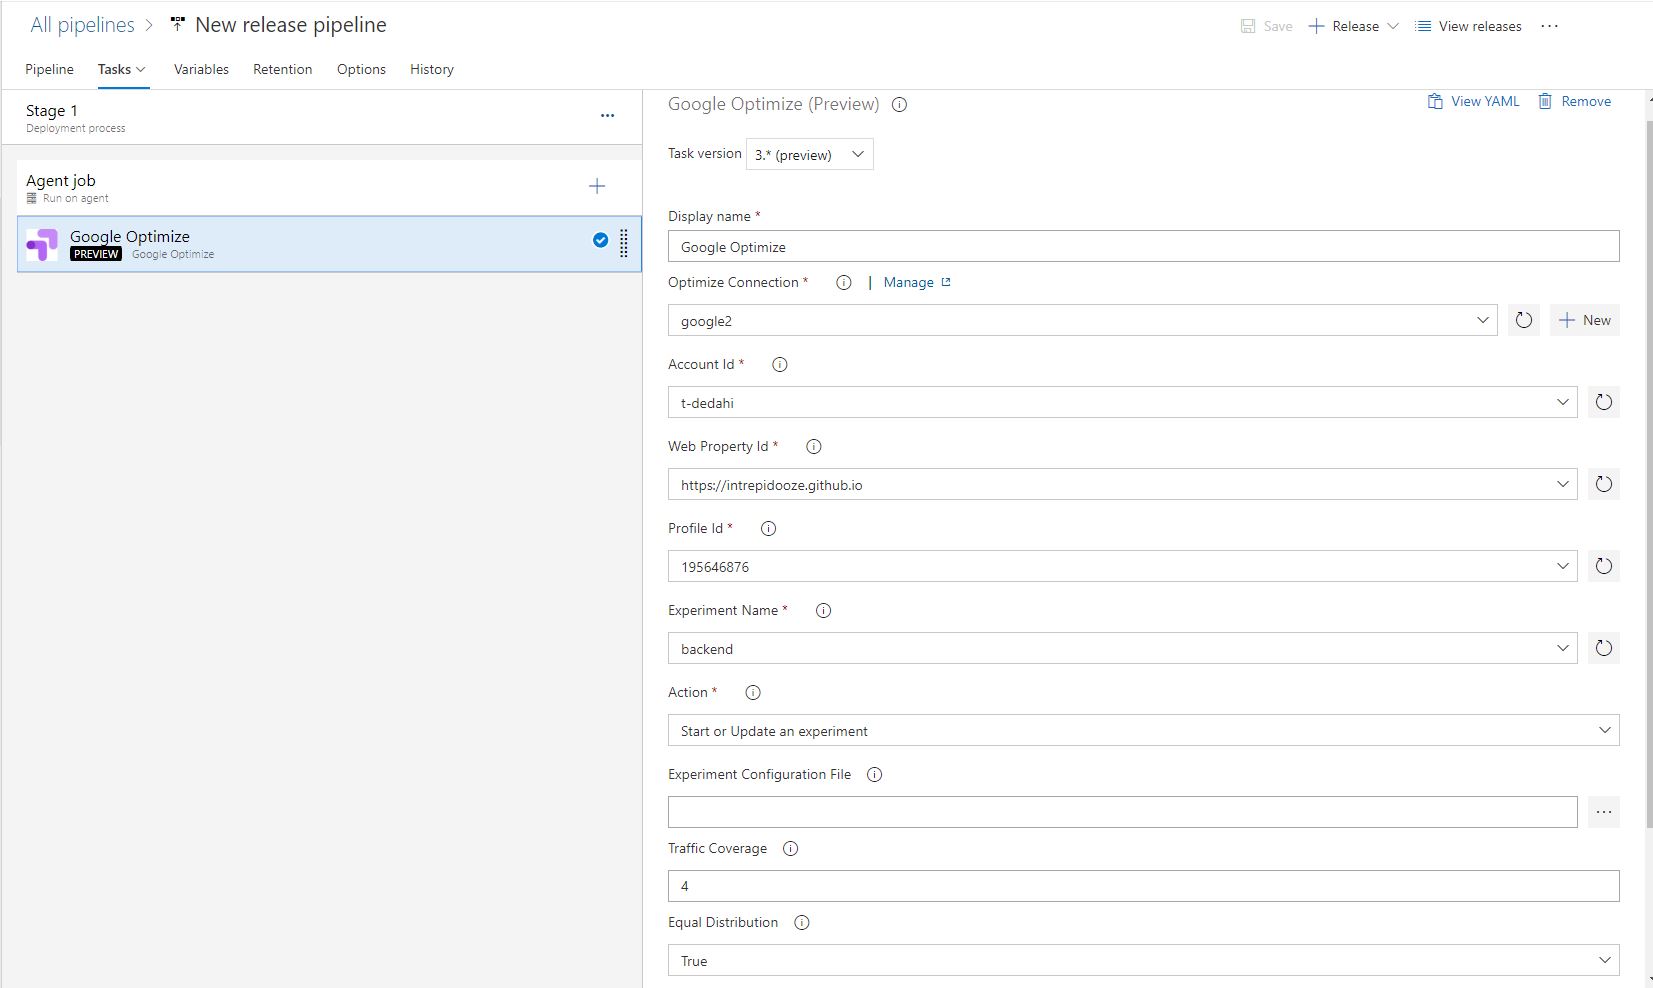 All pipelines > New release pipeline
Save + Release View releases ...
Pipeline Tasks Variables Retention Options History
Stage 1
Deployment process
...
Agent job
Run on agent
Google Optimize
PREVIEW Google Optimize
Google Optimize (Preview)
View YAML Remove
Task version 3.* (preview)
Display name *
Google Optimize
Optimize Connection * | Manage
google2
+ New
Account Id *
t-dedahi
Web Property Id *
https://intrepidooze.github.io
Profile Id *
195646876
Experiment Name *
backend
Action *
Start or Update an experiment
Experiment Configuration File
...
Traffic Coverage
4
Equal Distribution
True